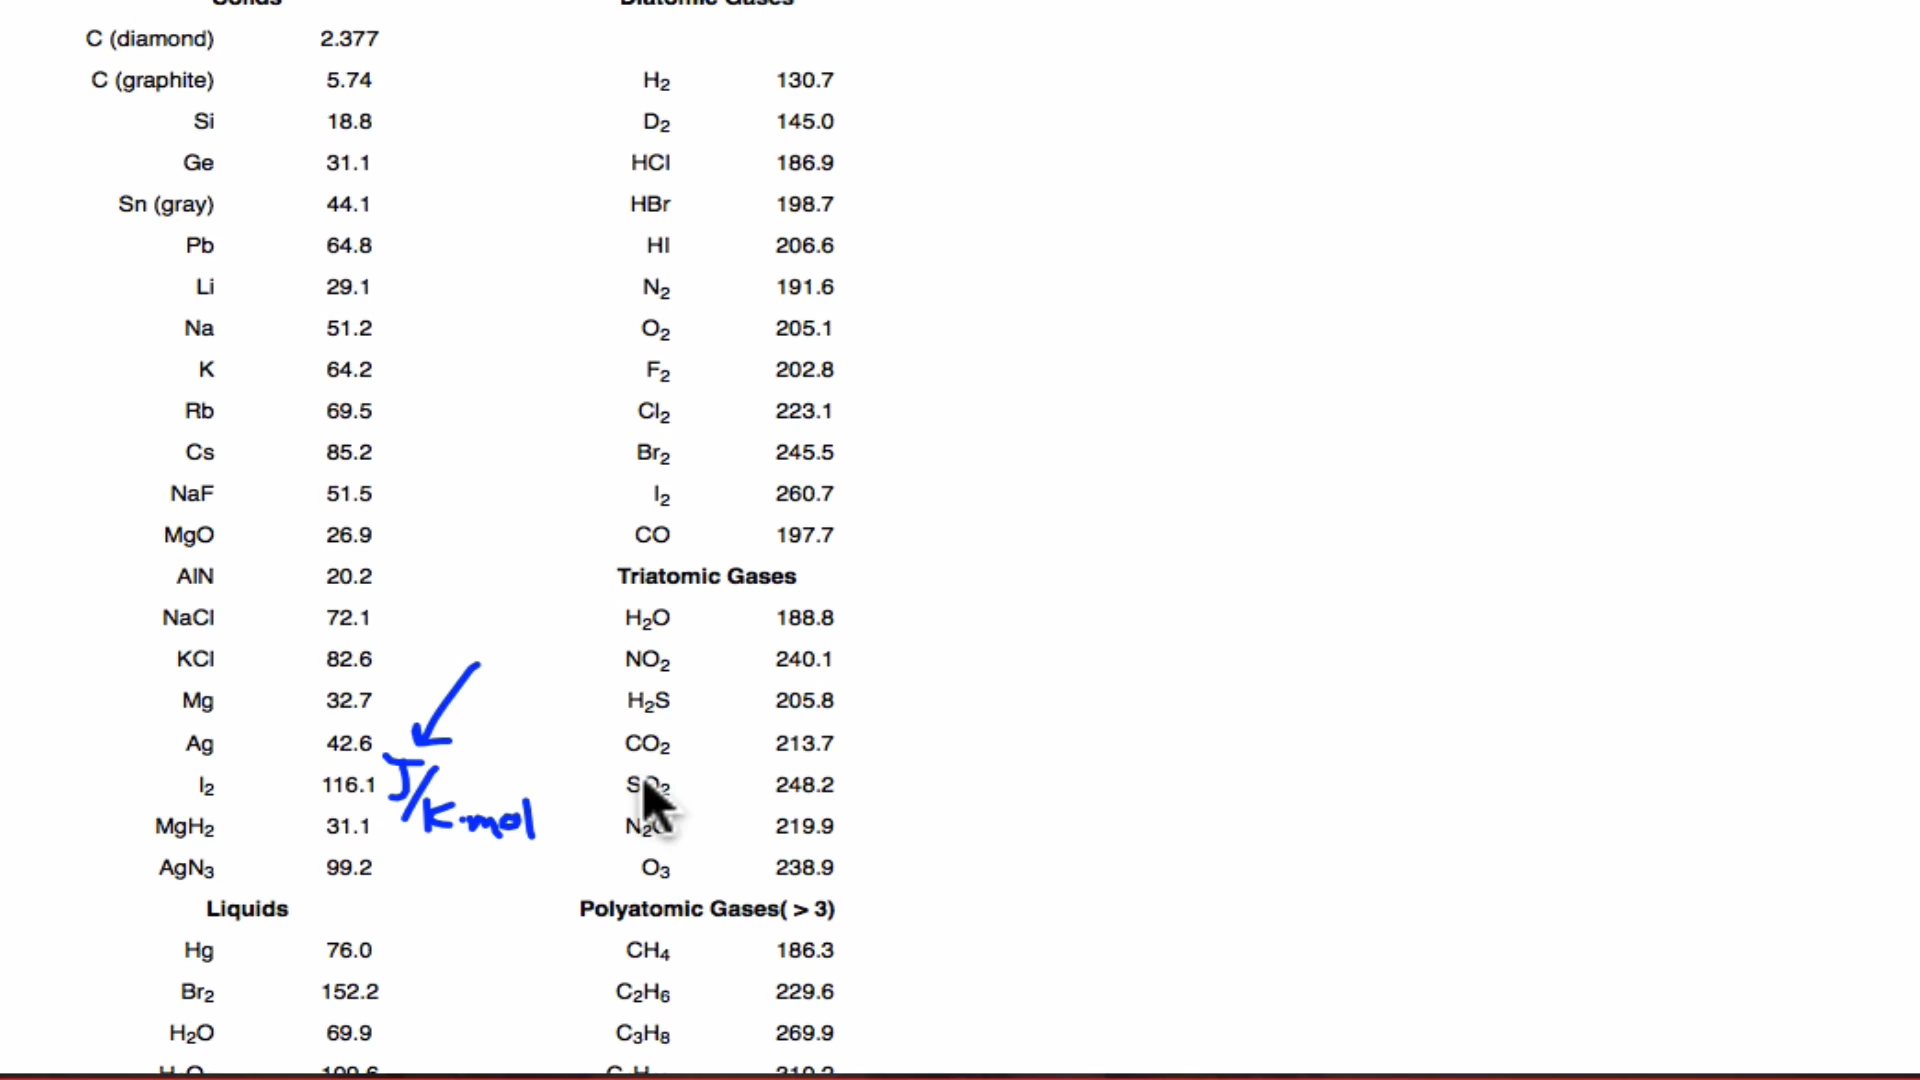 Solids
C (diamond) 2.377
C (graphite) 5.74
Si 18.8
Ge 31.1
Sn (gray) 44.1
Pb 64.8
Li 29.1
Na 51.2
K 64.2
Rb 69.5
Cs 85.2
NaF 51.5
MgO 26.9
AlN 20.2
NaCl 72.1
KCl 82.6
Mg 32.7
Ag 42.6
I₂ 116.1
J/K·mol
MgH₂ 31.1
AgN₃ 99.2
Liquids
Hg 76.0
Br₂ 152.2
H₂O 69.9
Diatomic Gases
H₂ 130.7
D₂ 145.0
HCl 186.9
HBr 198.7
HI 206.6
N₂ 191.6
O₂ 205.1
F₂ 202.8
Cl₂ 223.1
Br₂ 245.5
I₂ 260.7
CO 197.7
Triatomic Gases
H₂O 188.8
NO₂ 240.1
H₂S 205.8
CO₂ 213.7
SO₂ 248.2
N₂O 219.9
O₃ 238.9
Polyatomic Gases( > 3)
CH₄ 186.3
C₂H₆ 229.6
C₃H₈ 269.9